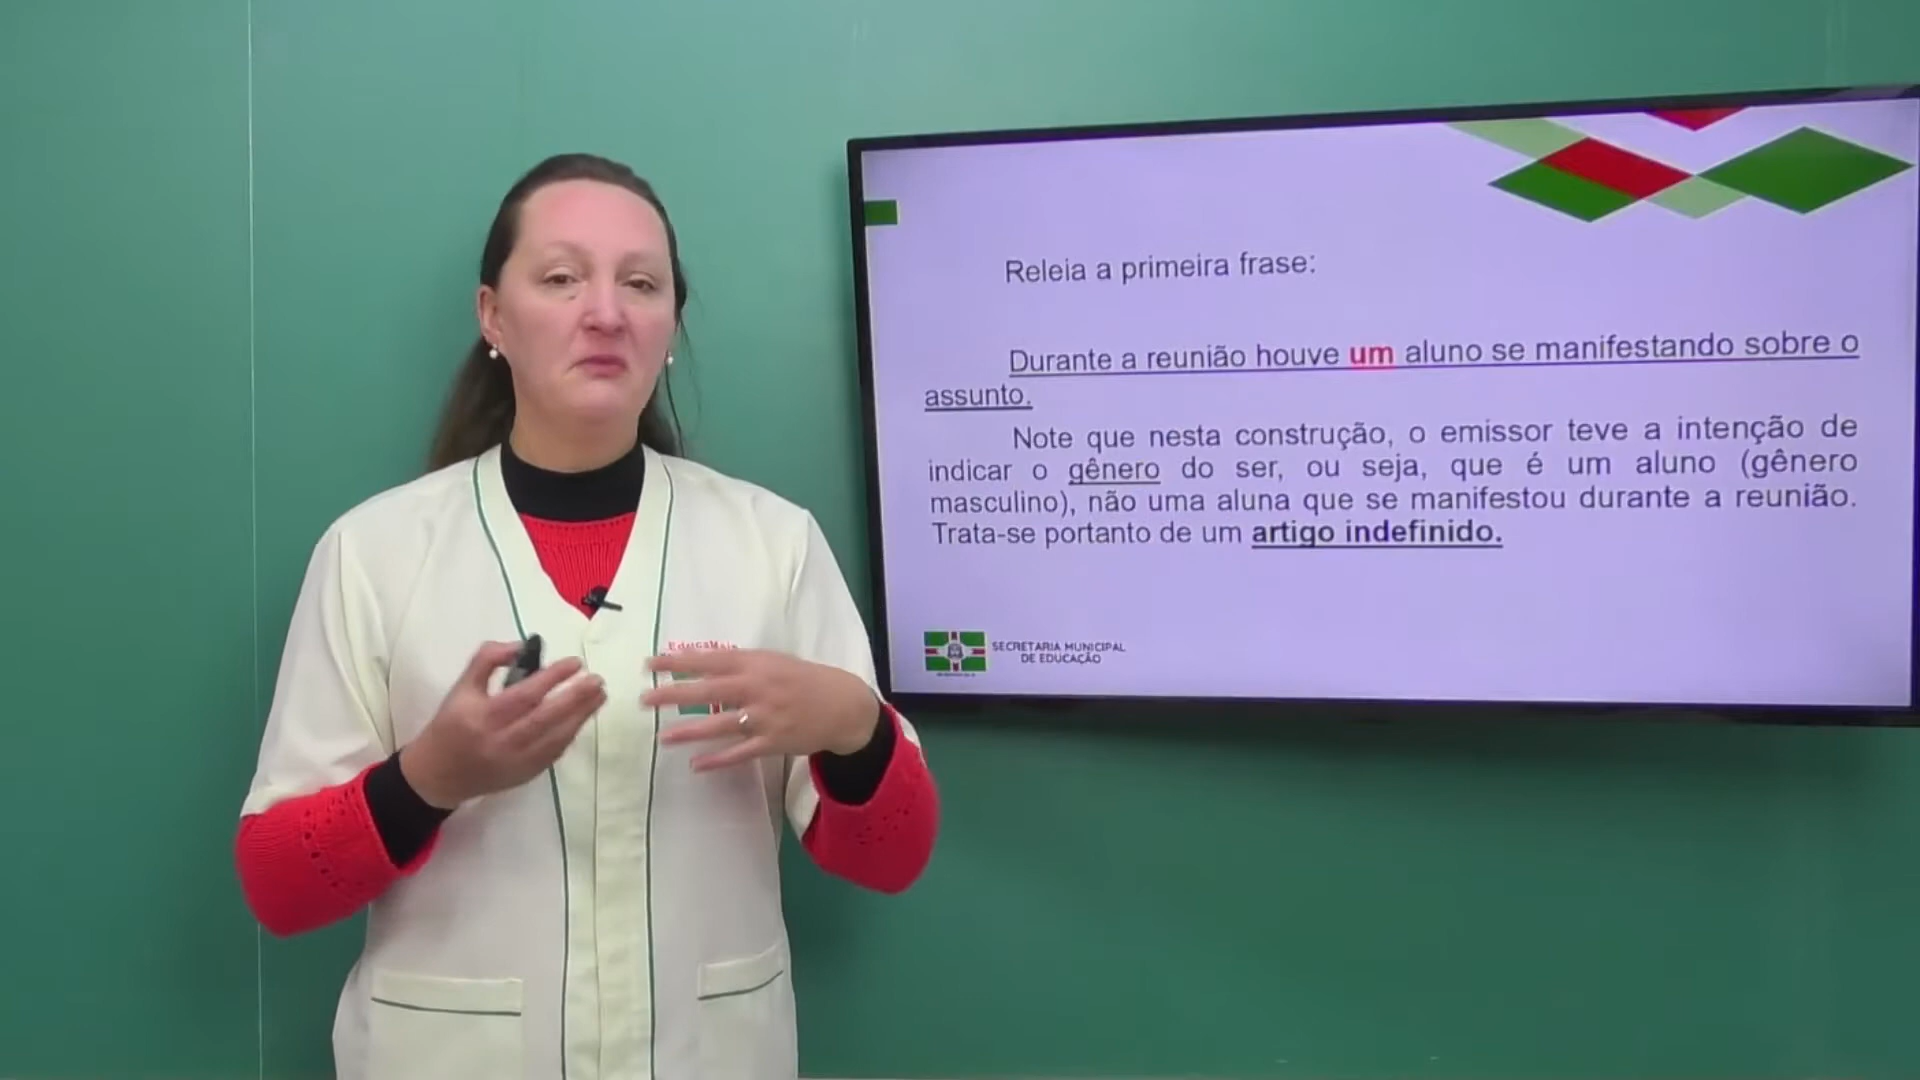 Releia a primeira frase:
Durante a reunião houve um aluno se manifestando sobre o
assunto.
Note que nesta construção, o emissor teve a intenção de
indicar o gênero do ser, ou seja, que é um aluno (gênero
masculino), não uma aluna que se manifestou durante a reunião.
Trata-se portanto de um artigo indefinido.
SECRETARIA MUNICIPAL
DE EDUCAÇÃO
EducaMais